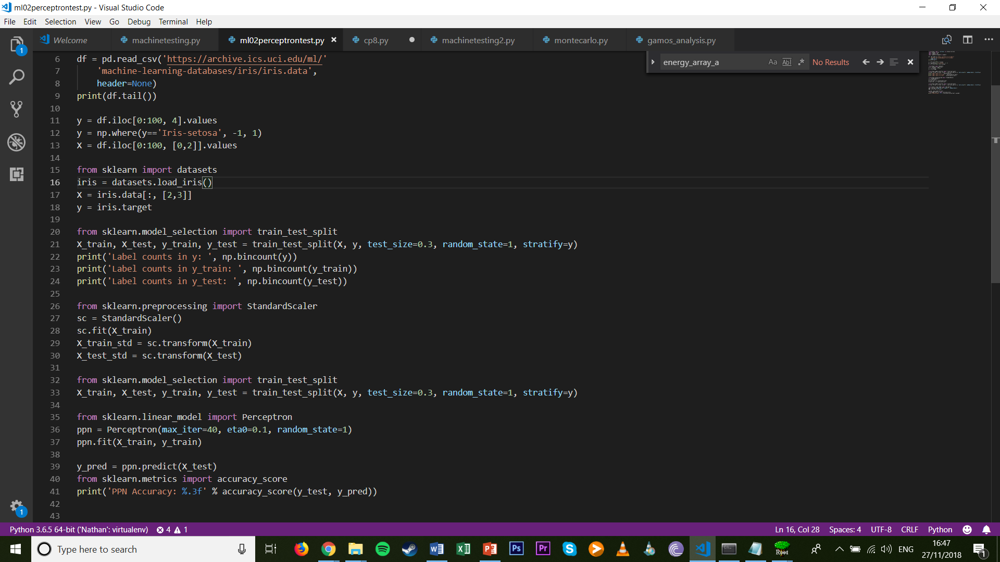 ml02perceptrontest.py - Visual Studio Code
File Edit Selection View Go Debug Terminal Help
Welcome machinetesting.py ml02perceptrontest.py cp8.py machinetesting2.py montecarlo.py gamos_analysis.py
1
energy_array_a Aa Abl .* No Results
6 df = pd.read_csv('https://archive.ics.uci.edu/ml/'
7 'machine-learning-databases/iris/iris.data',
8 header=None)
9 print(df.tail())
10
11 y = df.iloc[0:100, 4].values
12 y = np.where(y=='Iris-setosa', -1, 1)
13 X = df.iloc[0:100, [0,2]].values
14
15 from sklearn import datasets
16 iris = datasets.load_iris()
17 X = iris.data[:, [2,3]]
18 y = iris.target
19
20 from sklearn.model_selection import train_test_split
21 X_train, X_test, y_train, y_test = train_test_split(X, y, test_size=0.3, random_state=1, stratify=y)
22 print('Label counts in y: ', np.bincount(y))
23 print('Label counts in y_train: ', np.bincount(y_train))
24 print('Label counts in y_test: ', np.bincount(y_test))
25
26 from sklearn.preprocessing import StandardScaler
27 sc = StandardScaler()
28 sc.fit(X_train)
29 X_train_std = sc.transform(X_train)
30 X_test_std = sc.transform(X_test)
31
32 from sklearn.model_selection import train_test_split
33 X_train, X_test, y_train, y_test = train_test_split(X, y, test_size=0.3, random_state=1, stratify=y)
34
35 from sklearn.linear_model import Perceptron
36 ppn = Perceptron(max_iter=40, eta0=0.1, random_state=1)
37 ppn.fit(X_train, y_train)
38
39 y_pred = ppn.predict(X_test)
40 from sklearn.metrics import accuracy_score
41 print('PPN Accuracy: %.3f' % accuracy_score(y_test, y_pred))
42
43
1
Python 3.6.5 64-bit ('Nathan': virtualenv) 4 1 Ln 16, Col 28 Spaces: 4 UTF-8 CRLF Python
Type here to search Ps Pr ENG 16:47
27/11/2018 1